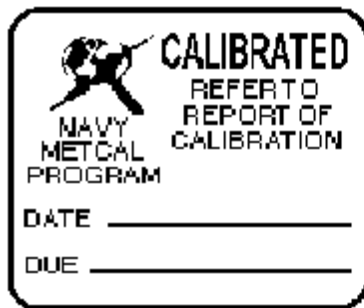 CALIBRATED
REFER TO
REPORT OF
CALIBRATION
NAVY
METCAL
PROGRAM
DATE
DUE